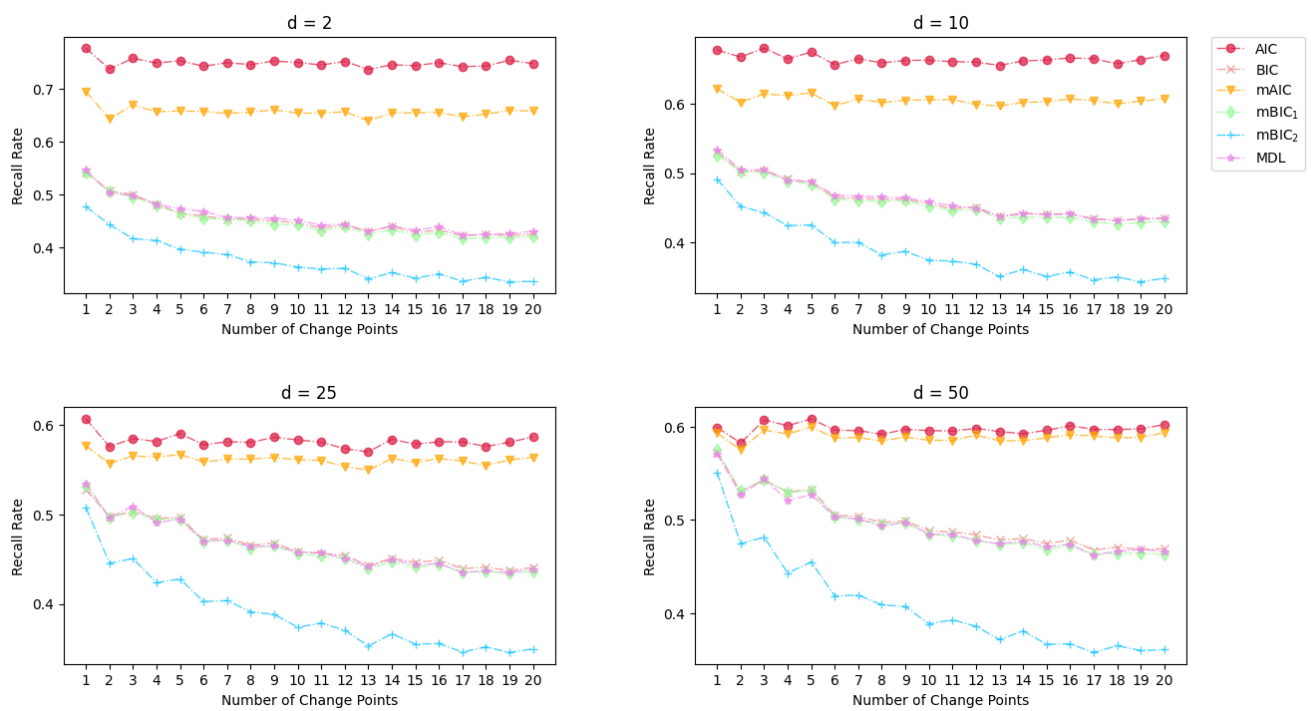 d = 2
Recall Rate
0.7
0.6
0.5
0.4
1 2 3 4 5 6 7 8 9 10 11 12 13 14 15 16 17 18 19 20
Number of Change Points
d = 10
Recall Rate
0.6
0.5
0.4
1 2 3 4 5 6 7 8 9 10 11 12 13 14 15 16 17 18 19 20
Number of Change Points
AIC
BIC
mAIC
mBIC₁
mBIC₂
MDL
d = 25
Recall Rate
0.6
0.5
0.4
1 2 3 4 5 6 7 8 9 10 11 12 13 14 15 16 17 18 19 20
Number of Change Points
d = 50
Recall Rate
0.6
0.5
0.4
1 2 3 4 5 6 7 8 9 10 11 12 13 14 15 16 17 18 19 20
Number of Change Points